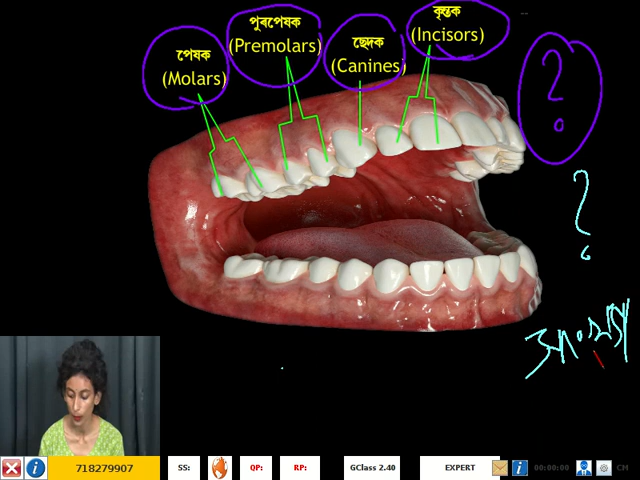 কৃন্তক
(Incisors)
পুৰপেষক
(Premolars)
ছেদক
(Canines)
পেষক
(Molars)
?
?
718279907
SS:
QP:
RP:
GClass 2.40
EXPERT
00:00:00
CM